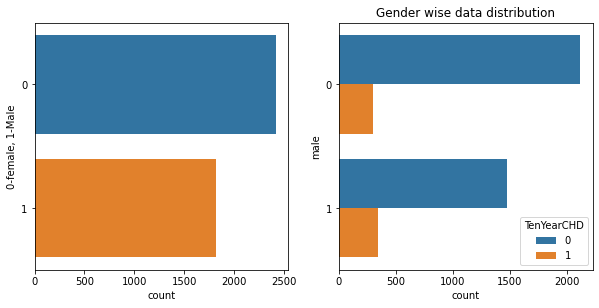 0-female, 1-Male
0
1
0 500 1000 1500 2000 2500
count
Gender wise data distribution
male
0
1
0 500 1000 1500 2000
count
TenYearCHD
0
1